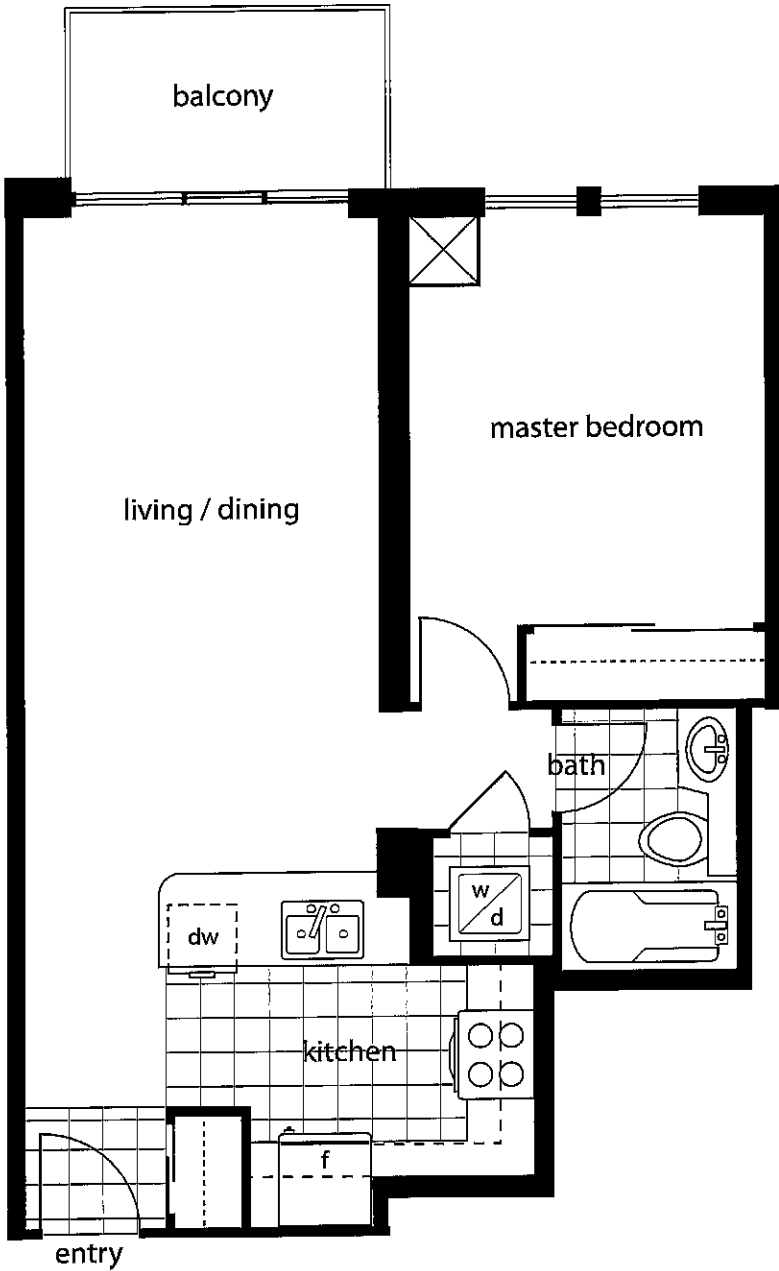 balcony
master bedroom
living / dining
bath
w
d
dw
kitchen
f
entry